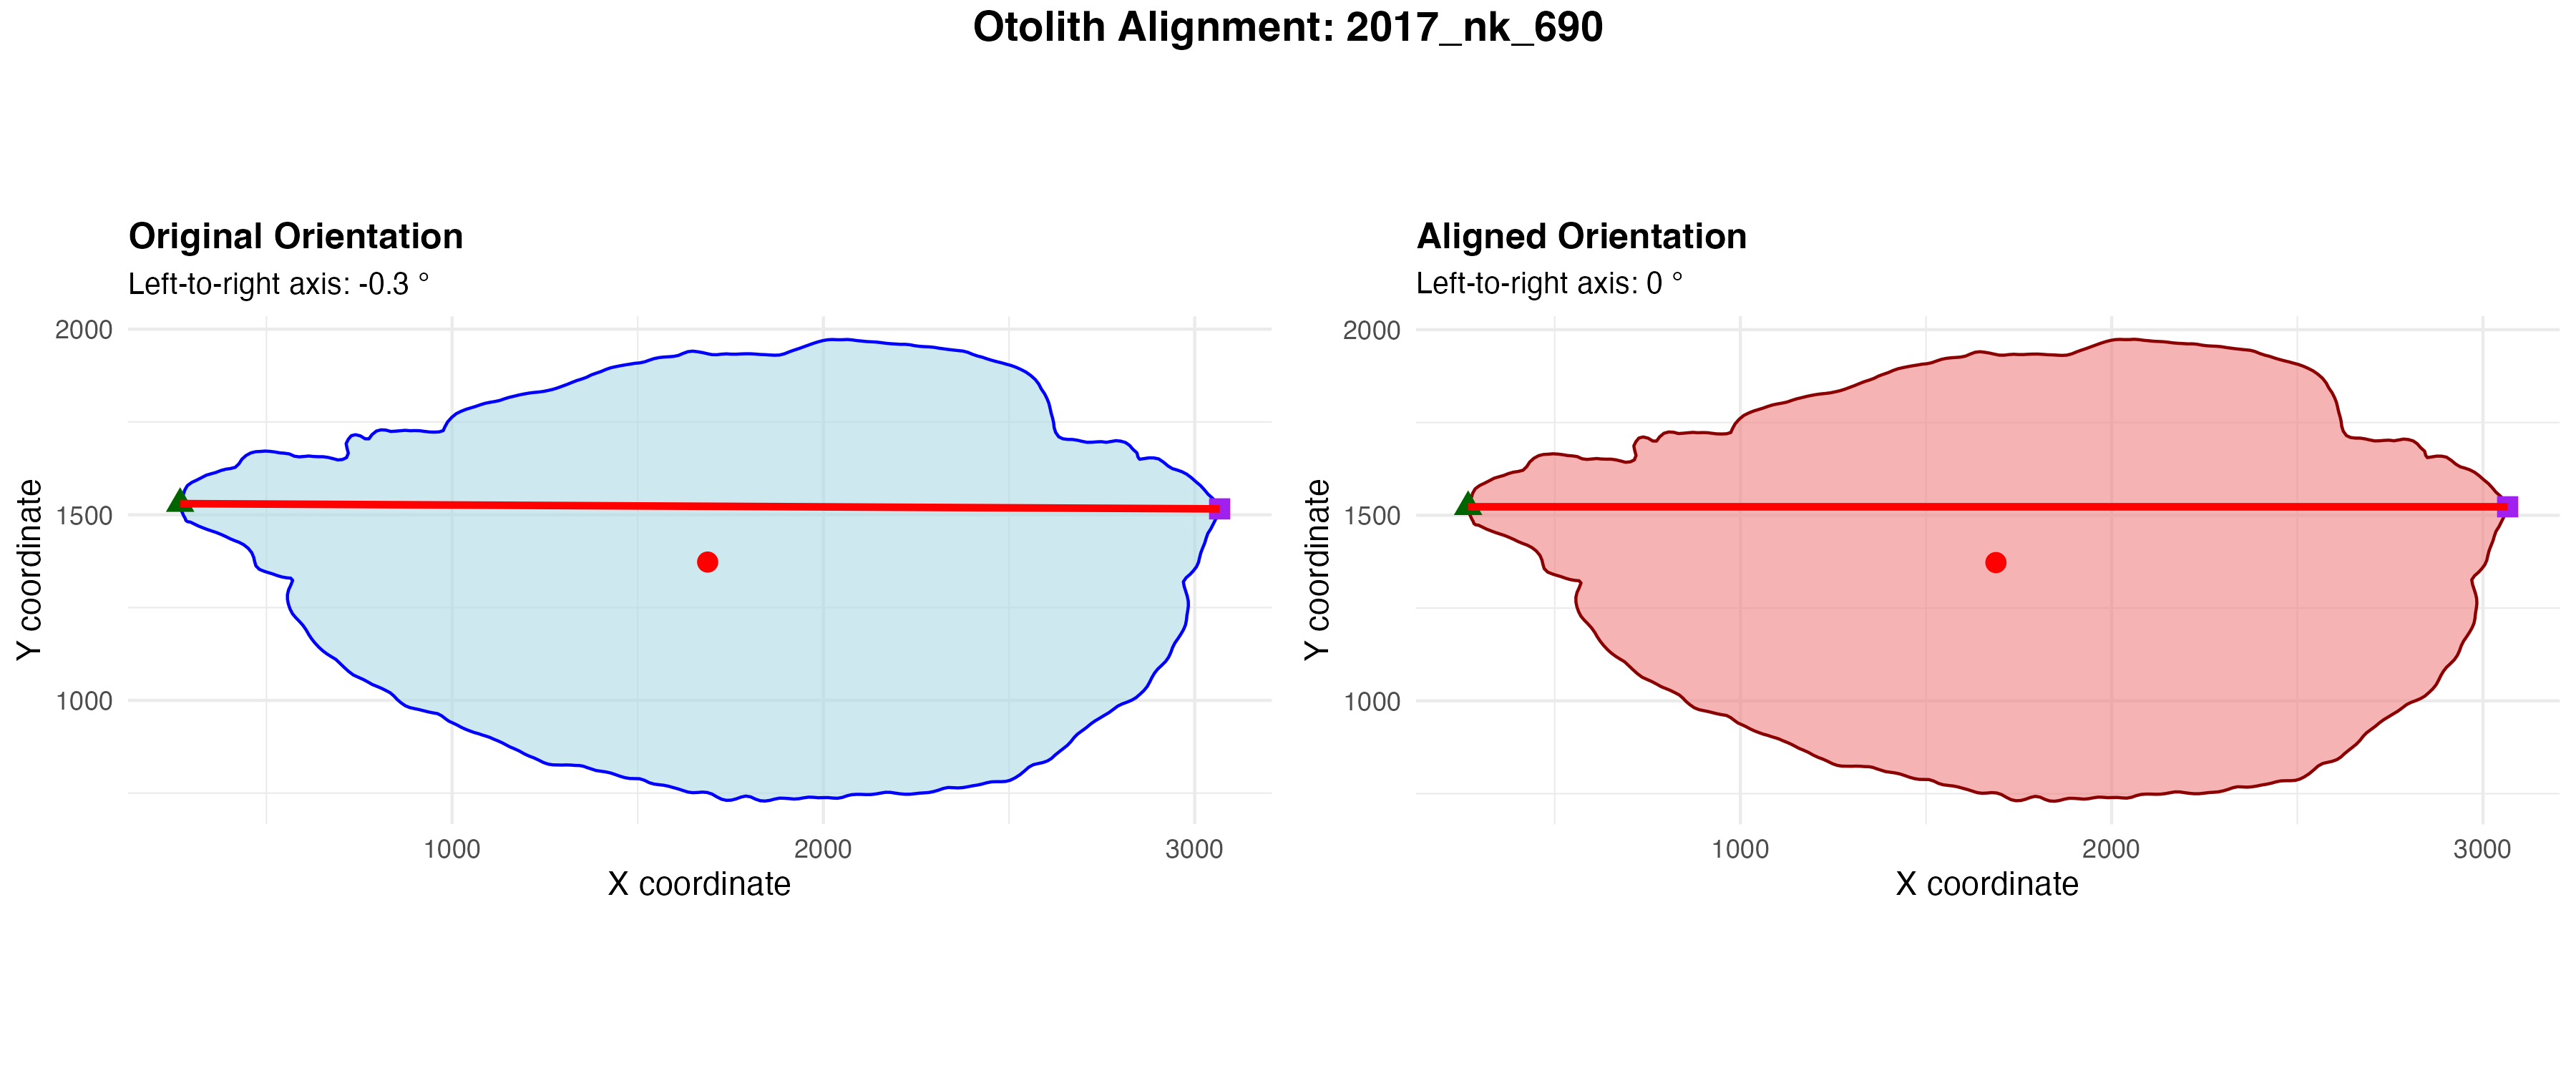 Otolith Alignment: 2017_nk_690
Original Orientation
Left-to-right axis: -0.3 °
2000
1500
1000
Y coordinate
1000
2000
3000
X coordinate
Aligned Orientation
Left-to-right axis: 0 °
2000
1500
1000
Y coordinate
1000
2000
3000
X coordinate